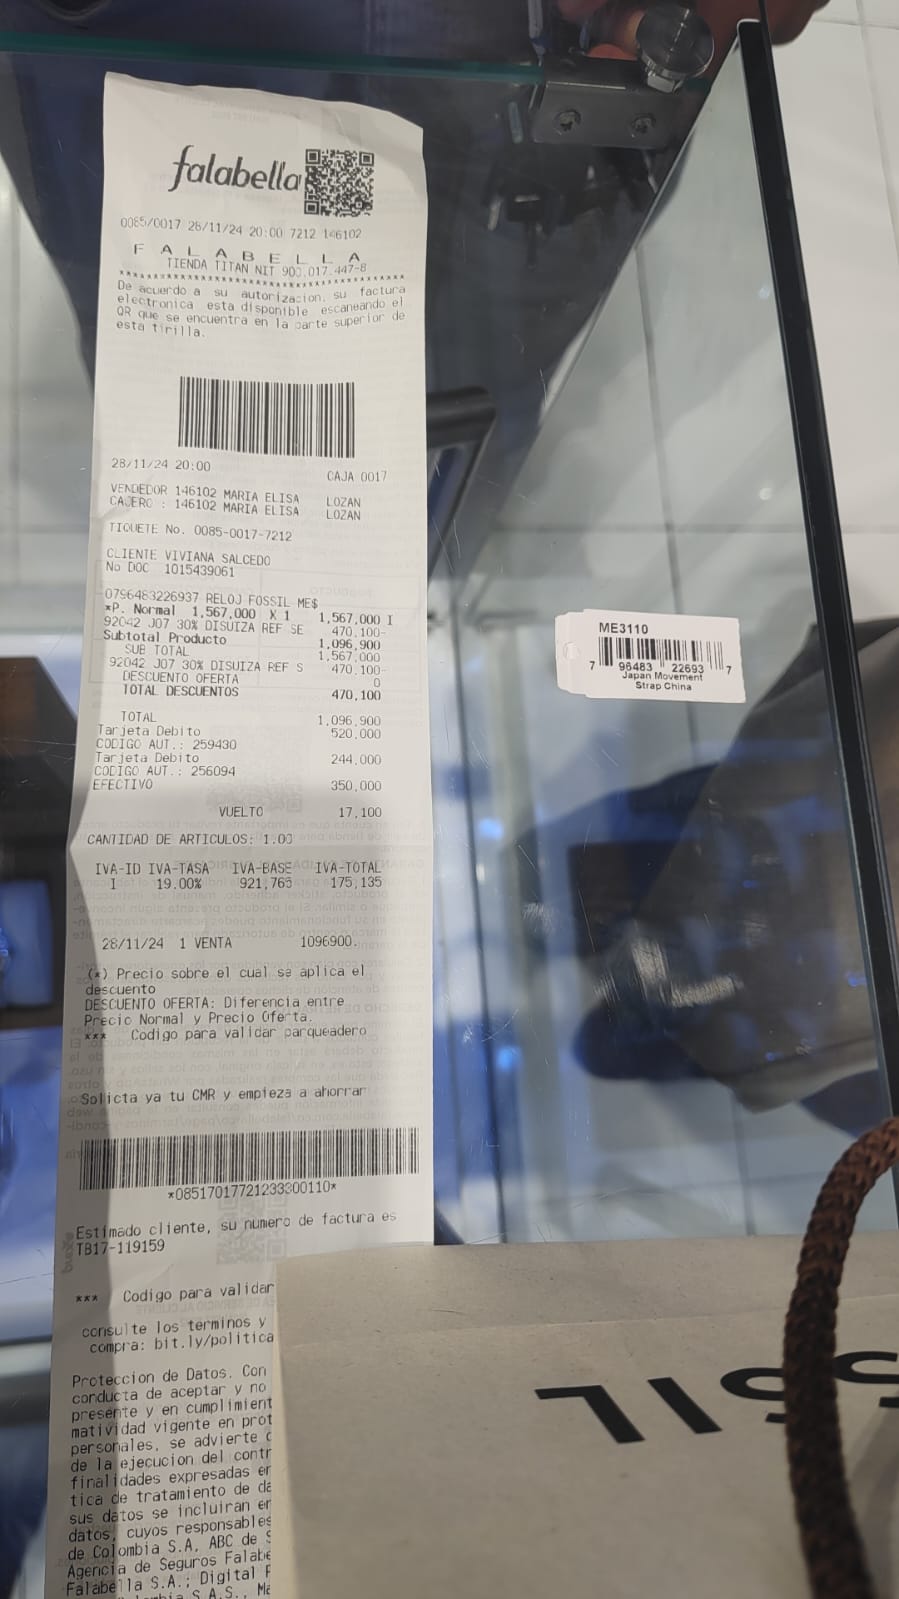 falabella
0085/0017 28/11/24 20:00 7212 146102
F A L A B E L L A
TIENDA TITAN NIT 900.017.447-8
De acuerdo a su autorizacion, su factura
electronica esta disponible escaneando el
QR que se encuentra en la parte superior de
esta tirilla.
28/11/24 20:00 CAJA 0017
VENDEDOR 146102 MARIA ELISA LOZAN
CAJERO : 146102 MARIA ELISA LOZAN
TIQUETE No. 0085-0017-7212
CLIENTE VIVIANA SALCEDO
No DOC 1015439061
0796483226937 RELOJ FOSSIL ME$
*P. Normal 1,567,000 X 1 1,567,000 I
92042 J07 30% DISUIZA REF SE 470,100-
Subtotal Producto 1,096,900
SUB TOTAL 1,567,000
92042 J07 30% DISUIZA REF S 470,100-
DESCUENTO OFERTA 0
TOTAL DESCUENTOS 470,100
TOTAL 1,096,900
Tarjeta Debito 520,000
CODIGO AUT.: 259430
Tarjeta Debito 244,000
CODIGO AUT.: 256094
EFECTIVO 350,000
VUELTO 17,100
CANTIDAD DE ARTICULOS: 1.00
IVA-ID IVA-TASA IVA-BASE IVA-TOTAL
I 19.00% 921,765 175,135
28/11/24 1 VENTA 1096900.
(*) Precio sobre el cual se aplica el
descuento
DESCUENTO OFERTA: Diferencia entre
Precio Normal y Precio Oferta.
*** Codigo para validar parqueadero
Solicta ya tu CMR y empieza a ahorrar
*08517017721233300110*
Estimado cliente, su numero de factura es
TB17-119159
*** Codigo para validar
consulte los terminos y
compra: bit.ly/politica
Proteccion de Datos. Con
conducta de aceptar y no
presente y en cumplimient
matividad vigente en prot
personales, se advierte
de la ejecucion del contr
finalidades expresadas en
tica de tratamiento de da
sus datos se incluiran en
datos, cuyos responsables
de Colombia S.A, ABC de
Agencia de Seguros Falabe
Falabella S.A.; Digital
S.A.S.
ME3110
7 96483 22693 7
Japan Movement
Strap China
SSIL